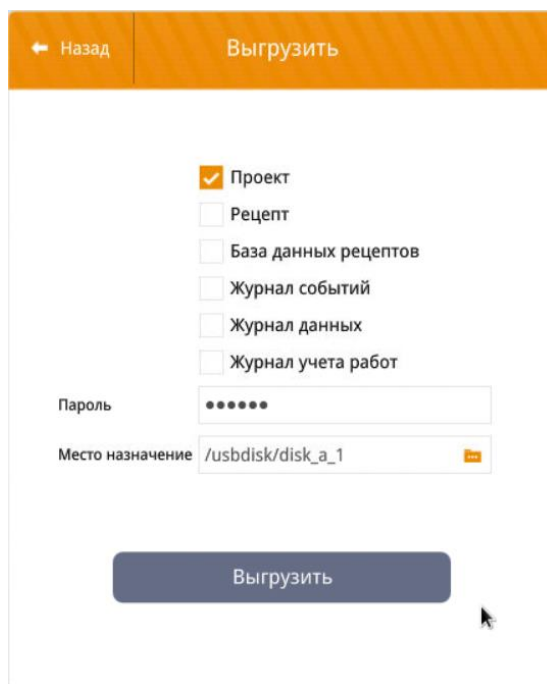 Назад
Выгрузить
Проект
Рецепт
База данных рецептов
Журнал событий
Журнал данных
Журнал учета работ
Пароль ●●●●●●
Место назначение /usbdisk/disk_a_1
Выгрузить